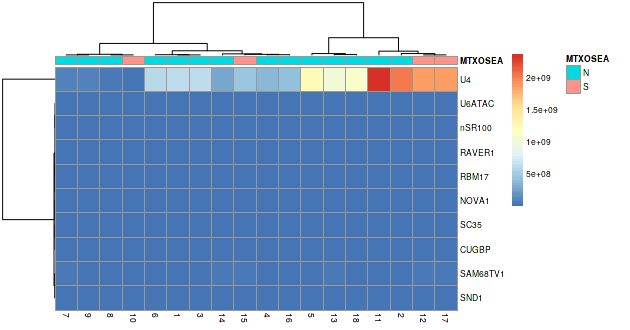 MTXOSEA
U4
U6ATAC
nSR100
RAVER1
RBM17
NOVA1
SC35
CUGBP
SAM68TV1
SND1
7 9 8 10 6 1 3 14 15 4 16 5 13 18 11 2 12 17
2e+09
1.5e+09
1e+09
5e+08
MTXOSEA
N
S